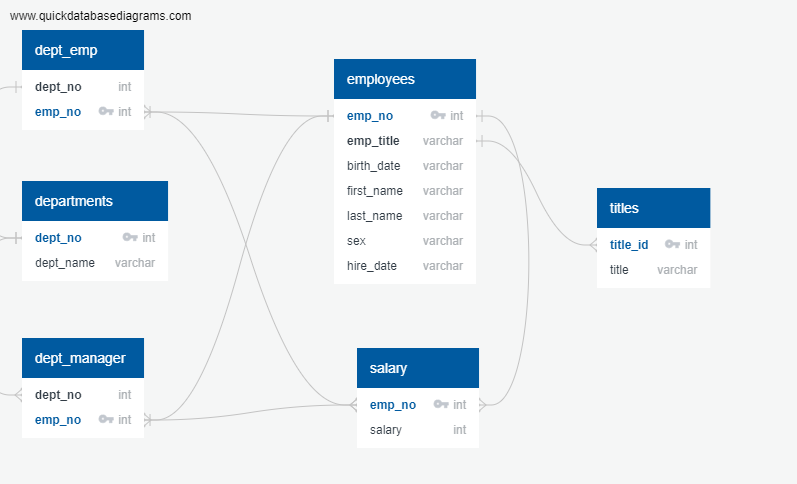 www.quickdatabasediagrams.com
dept_emp
dept_no int
emp_no int
departments
dept_no int
dept_name varchar
dept_manager
dept_no int
emp_no int
employees
emp_no int
emp_title varchar
birth_date varchar
first_name varchar
last_name varchar
sex varchar
hire_date varchar
salary
emp_no int
salary int
titles
title_id int
title varchar